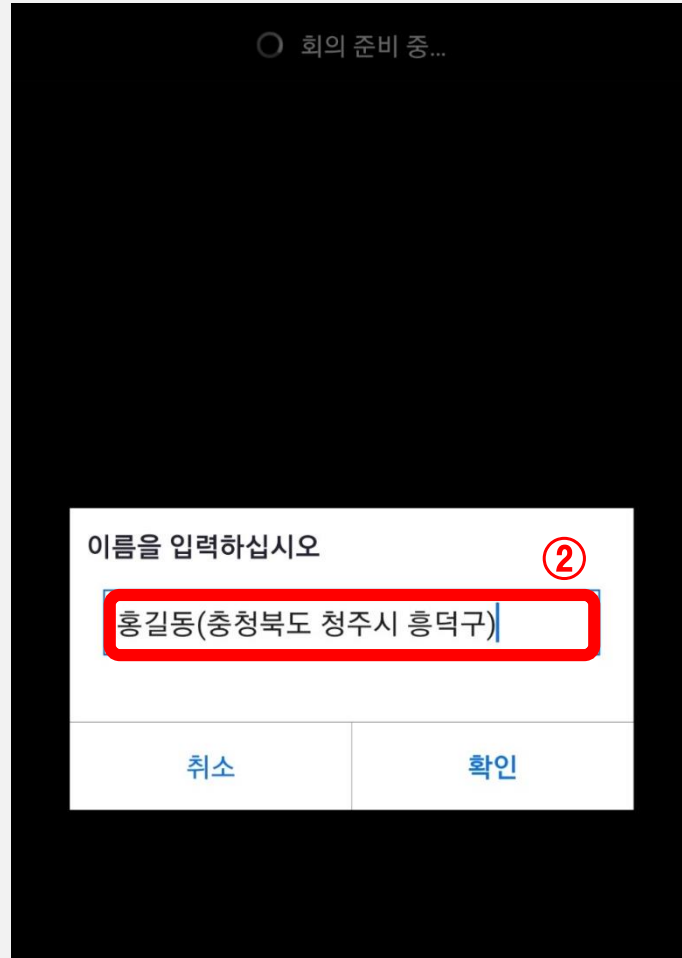 회의 준비 중...
이름을 입력하십시오
②
홍길동(충청북도 청주시 흥덕구)
취소 확인